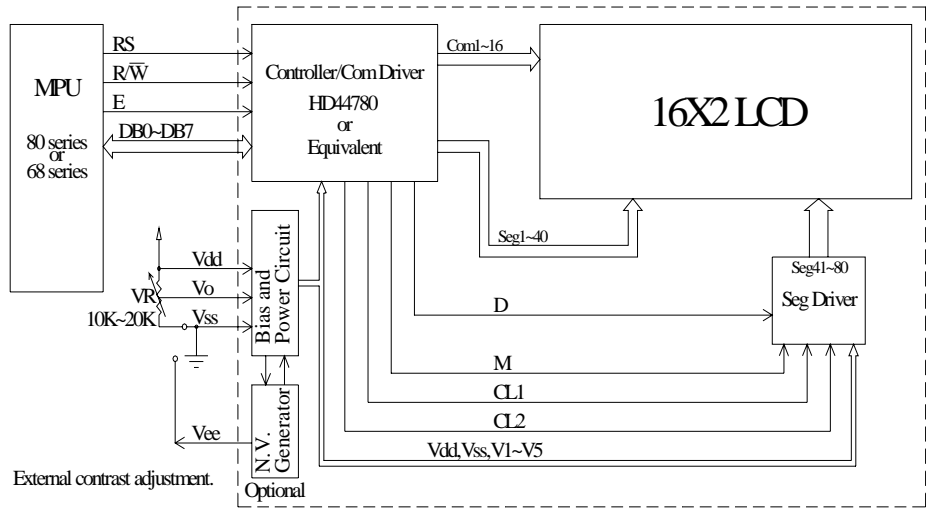 MPU
80 series
or
68 series
RS
R/W̅
E
DB0~DB7
Controller/Com Driver
HD44780
or
Equivalent
Com1~16
16X2 LCD
Seg1~40
Seg41~80
Seg Driver
Vdd
Vo
VR
10K~20K
Vss
Bias and
Power Circuit
D
M
CL1
CL2
Vdd,Vss,V1~V5
Vee
N.V.
Generator
Optional
External contrast adjustment.